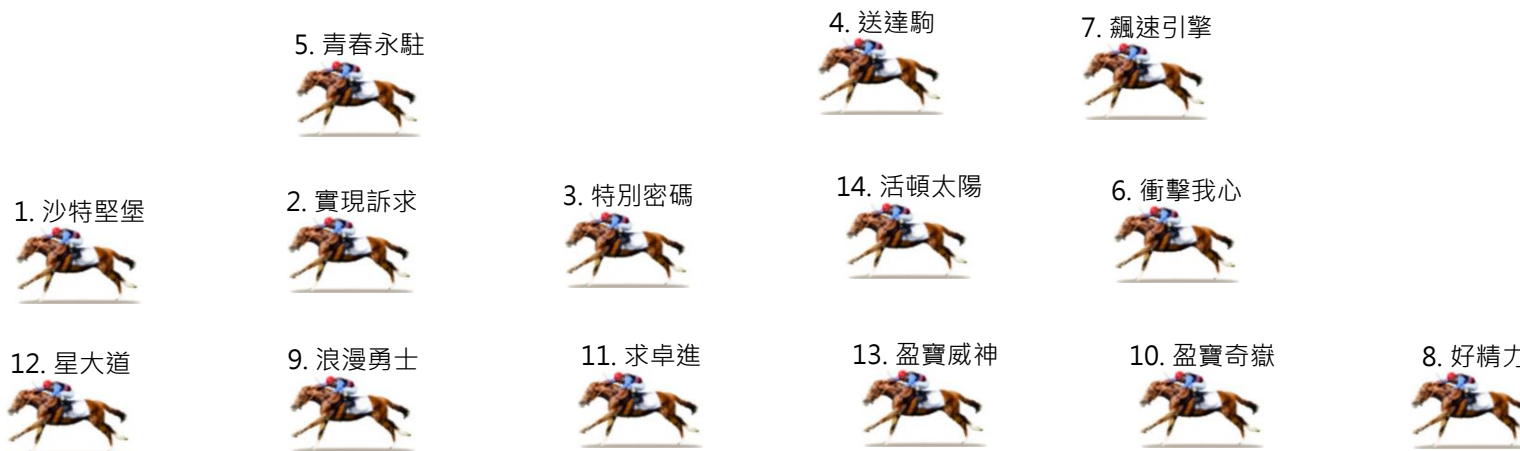 5. 青春永駐
4. 送達駒
7. 飆速引擎
1. 沙特堅堡
2. 實現訴求
3. 特別密碼
14. 活頓太陽
6. 衝擊我心
12. 星大道
9. 浪漫勇士
11. 求卓進
13. 盈寶威神
10. 盈寶奇嶽
8. 好精力